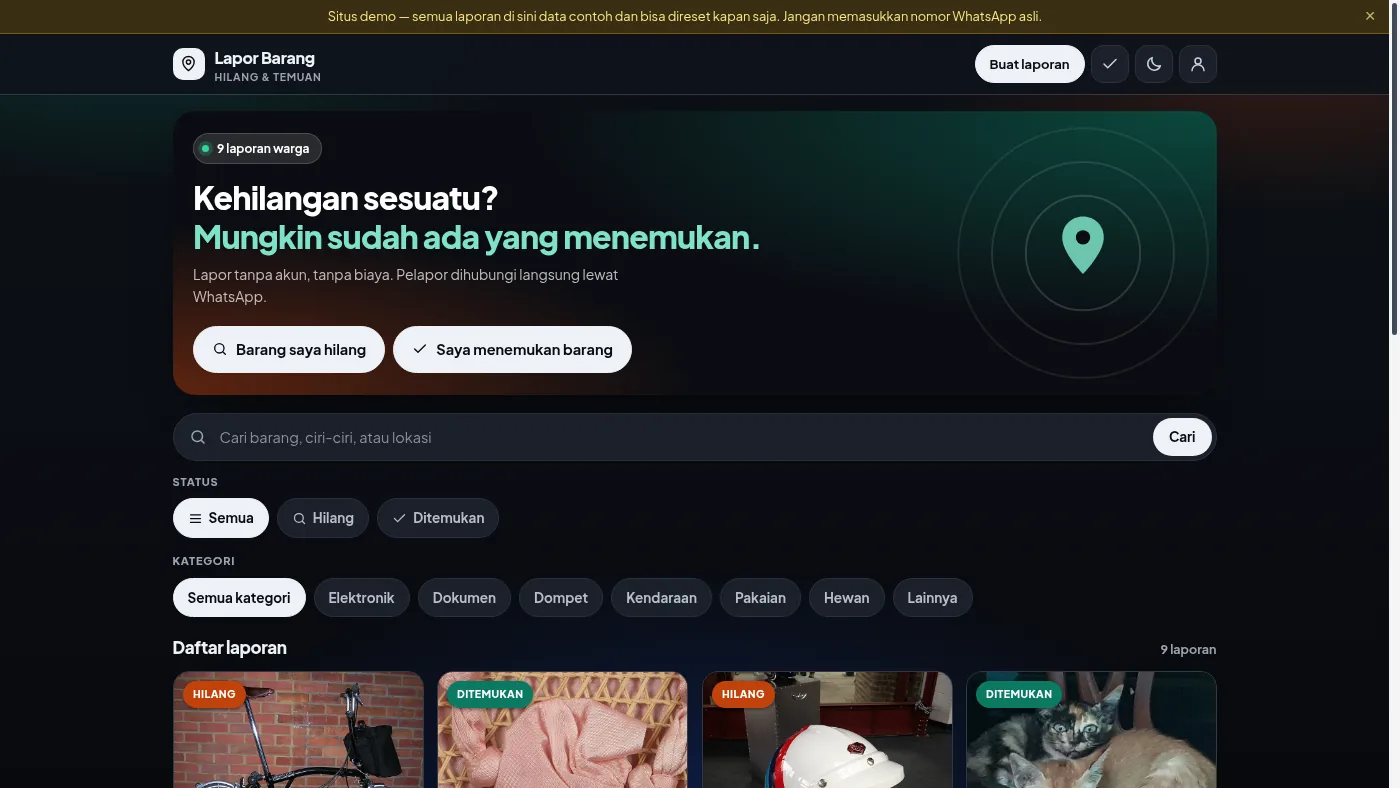 Situs demo — semua laporan di sini data contoh dan bisa direset kapan saja. Jangan memasukkan nomor WhatsApp asli.
Lapor Barang
HILANG & TEMUAN
Buat laporan
9 laporan warga
Kehilangan sesuatu?
Mungkin sudah ada yang menemukan.
Lapor tanpa akun, tanpa biaya. Pelapor dihubungi langsung lewat
WhatsApp.
Barang saya hilang
Saya menemukan barang
Cari barang, ciri-ciri, atau lokasi
Cari
STATUS
Semua
Hilang
Ditemukan
KATEGORI
Semua kategori
Elektronik
Dokumen
Dompet
Kendaraan
Pakaian
Hewan
Lainnya
Daftar laporan
9 laporan
HILANG
DITEMUKAN
HILANG
DITEMUKAN